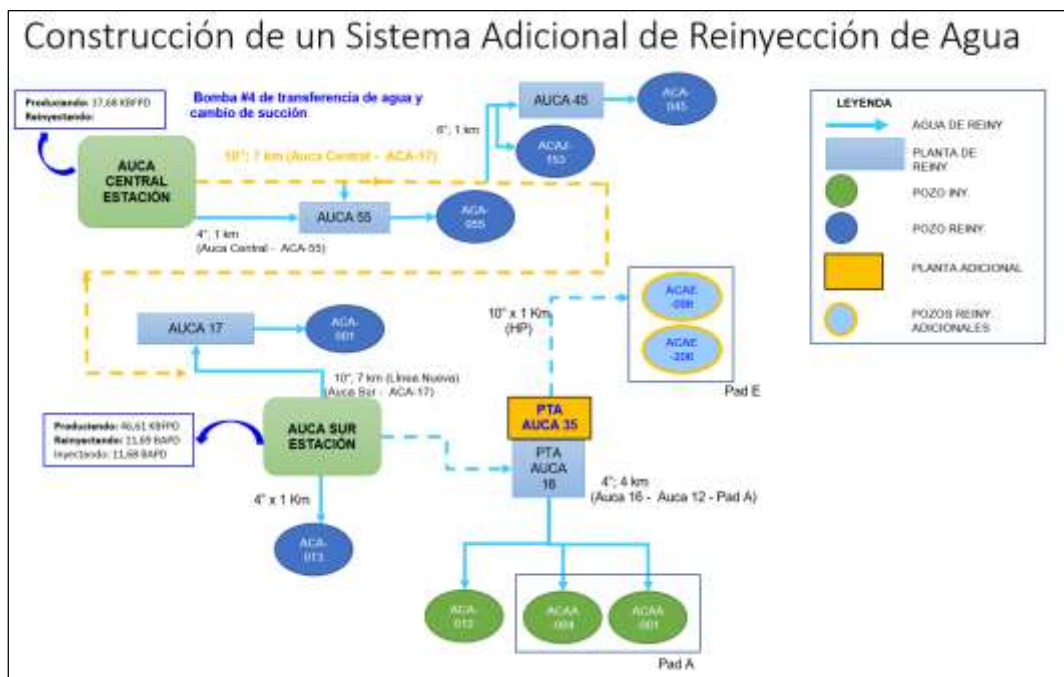 Construcción de un Sistema Adicional de Reinyección de Agua
Produciendo: 37,68 KBFPD
Reinyectando:
Bomba #4 de transferencia de agua y
cambio de succión
AUCA
CENTRAL
ESTACIÓN
10"; 7 km (Auca Central - ACA-17)
6"; 1 km
AUCA 45
ACA-
045
ACAJ-
153
AUCA 55
ACA-
055
4"; 1 km
(Auca Central - ACA-55)
AUCA 17
ACA-
001
10", 7 km (Línea Nueva)
(Auca Sur - ACA-17)
Produciendo: 46,61 KBFPD
Reinyectando: 11,69 BAPD
Inyectando: 11,68 BAPD
AUCA SUR
ESTACIÓN
4" x 1 Km
ACA-
013
10" x 1 Km
(HP)
ACAE
ACAE
Pad E
PTA
AUCA 35
PTA
AUCA
16
4"; 4 km
(Auca 16 - Auca 12 - Pad A)
ACA-
012
ACAA
-004
ACAA
-001
Pad A
LEYENDA
AGUA DE REINY
PLANTA DE
REINY.
POZO INY.
POZO REINY.
PLANTA ADICIONAL
POZOS REINY
ADICIONALES